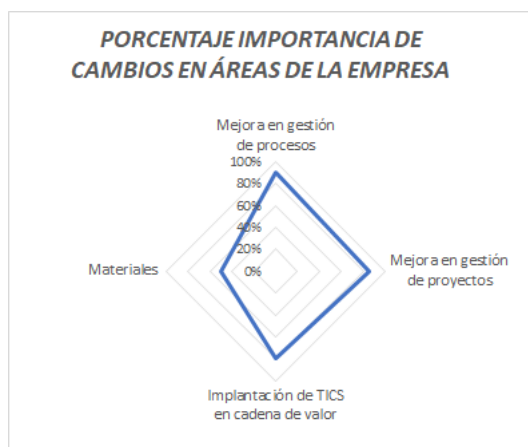 PORCENTAJE IMPORTANCIA DE
CAMBIOS EN ÁREAS DE LA EMPRESA
Mejora en gestión
de procesos
100%
80%
60%
40%
20%
0%
Materiales
Mejora en gestión
de proyectos
Implantación de TICS
en cadena de valor